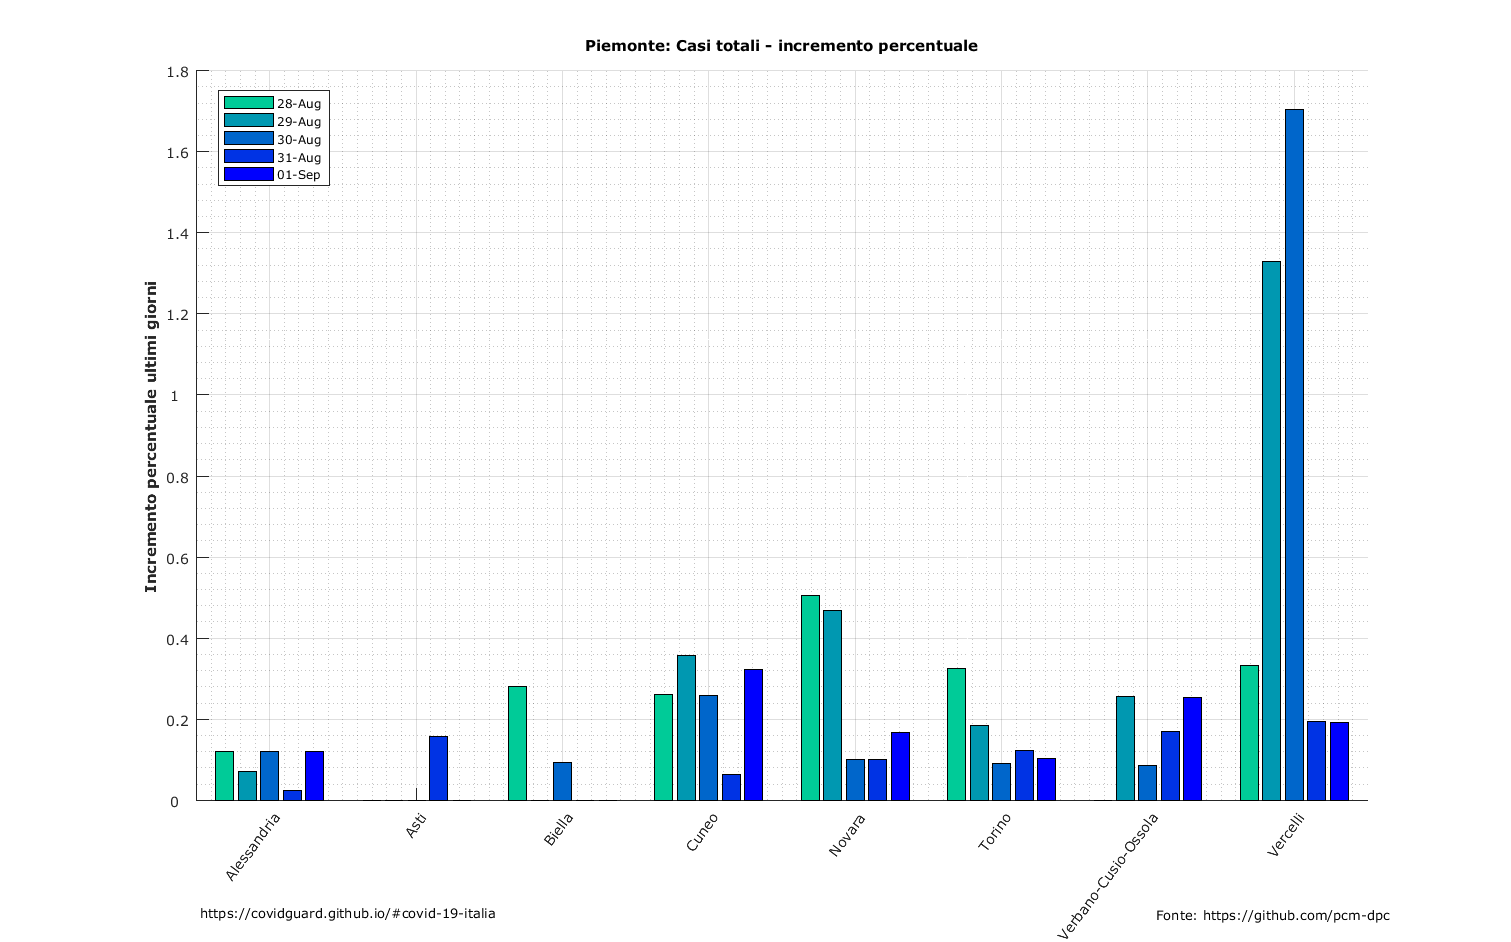 Piemonte: Casi totali - incremento percentuale
1.8
1.6
1.4
1.2
1
0.8
0.6
0.4
0.2
0
Incremento percentuale ultimi giorni
28-Aug
29-Aug
30-Aug
31-Aug
01-Sep
Alessandria
Asti
Biella
Cuneo
Novara
Torino
Verbano-Cusio-Ossola
Vercelli
https://covidguard.github.io/#covid-19-italia
Fonte: https://github.com/pcm-dpc